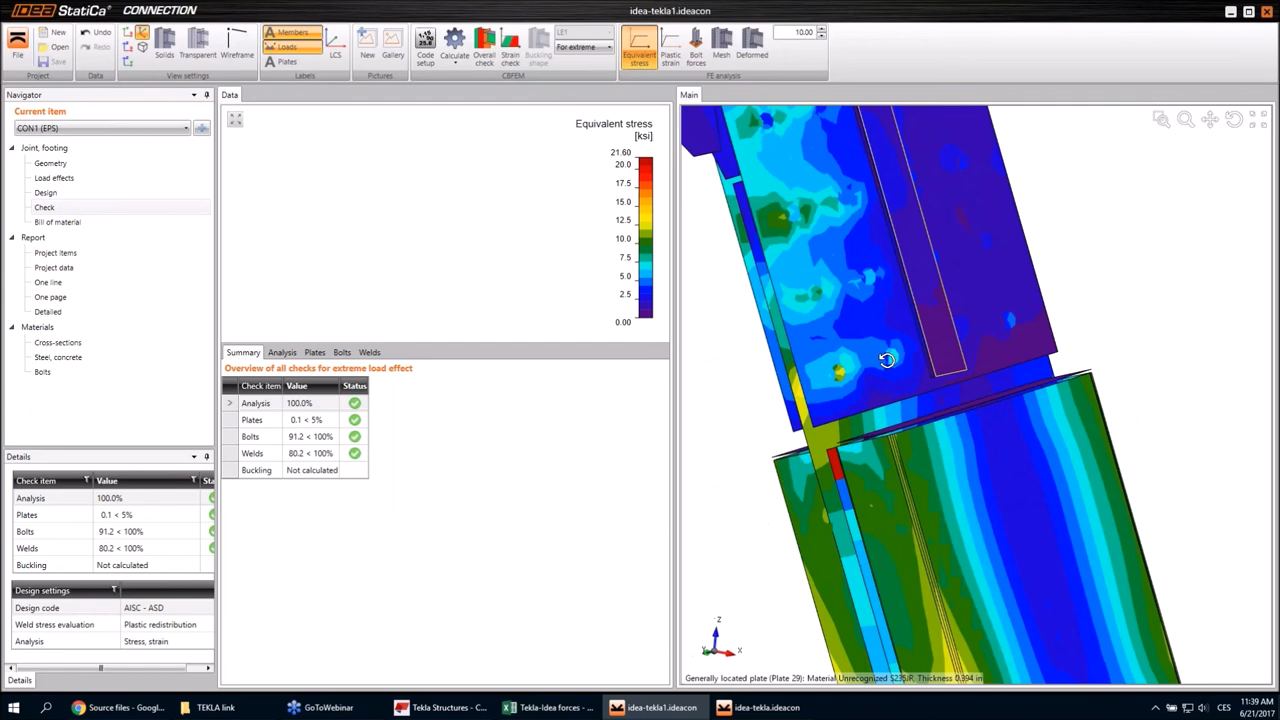 idea StatiCa® CONNECTION
idea-tekla1.ideacon
File
New
Open
Save
Project
Undo
Redo
Data
Solids
Transparent
Wireframe
View settings
Members
Loads
Plates
LCS
Labels
New
Gallery
Pictures
Code setup
Calculate
Overall check
Strain check
Buckling shape
LE1
For extreme
CBFEM
Equivalent stress
Plastic strain
Bolt forces
Mesh
Deformed
10.00
FE analysis
Navigator
Current item
CON1 (EPS)
Joint, footing
Geometry
Load effects
Design
Check
Bill of material
Report
Project items
Project data
One line
One page
Detailed
Materials
Cross-sections
Steel, concrete
Bolts
Details
Check item Value Sta
Analysis 100.0%
Plates 0.1 < 5%
Bolts 91.2 < 100%
Welds 80.2 < 100%
Buckling Not calculated
Design settings
Design code AISC - ASD
Weld stress evaluation Plastic redistribution
Analysis Stress, strain
Details
Data
Equivalent stress
[ksi]
21.60
20.0
17.5
15.0
12.5
10.0
7.5
5.0
2.5
0.00
Summary Analysis Plates Bolts Welds
Overview of all checks for extreme load effect
Check item Value Status
> Analysis 100.0%
Plates 0.1 < 5%
Bolts 91.2 < 100%
Welds 80.2 < 100%
Buckling Not calculated
Main
Z
Y X
Generally located plate (Plate 29): Material Unrecognized S235JR, Thickness 0.394 in
Source files - Googl...
TEKLA link
GoToWebinar
Tekla Structures - C...
Tekla-Idea forces - ...
idea-tekla1.ideacon
idea-tekla.ideacon
CES
11:39 AM
6/21/2017